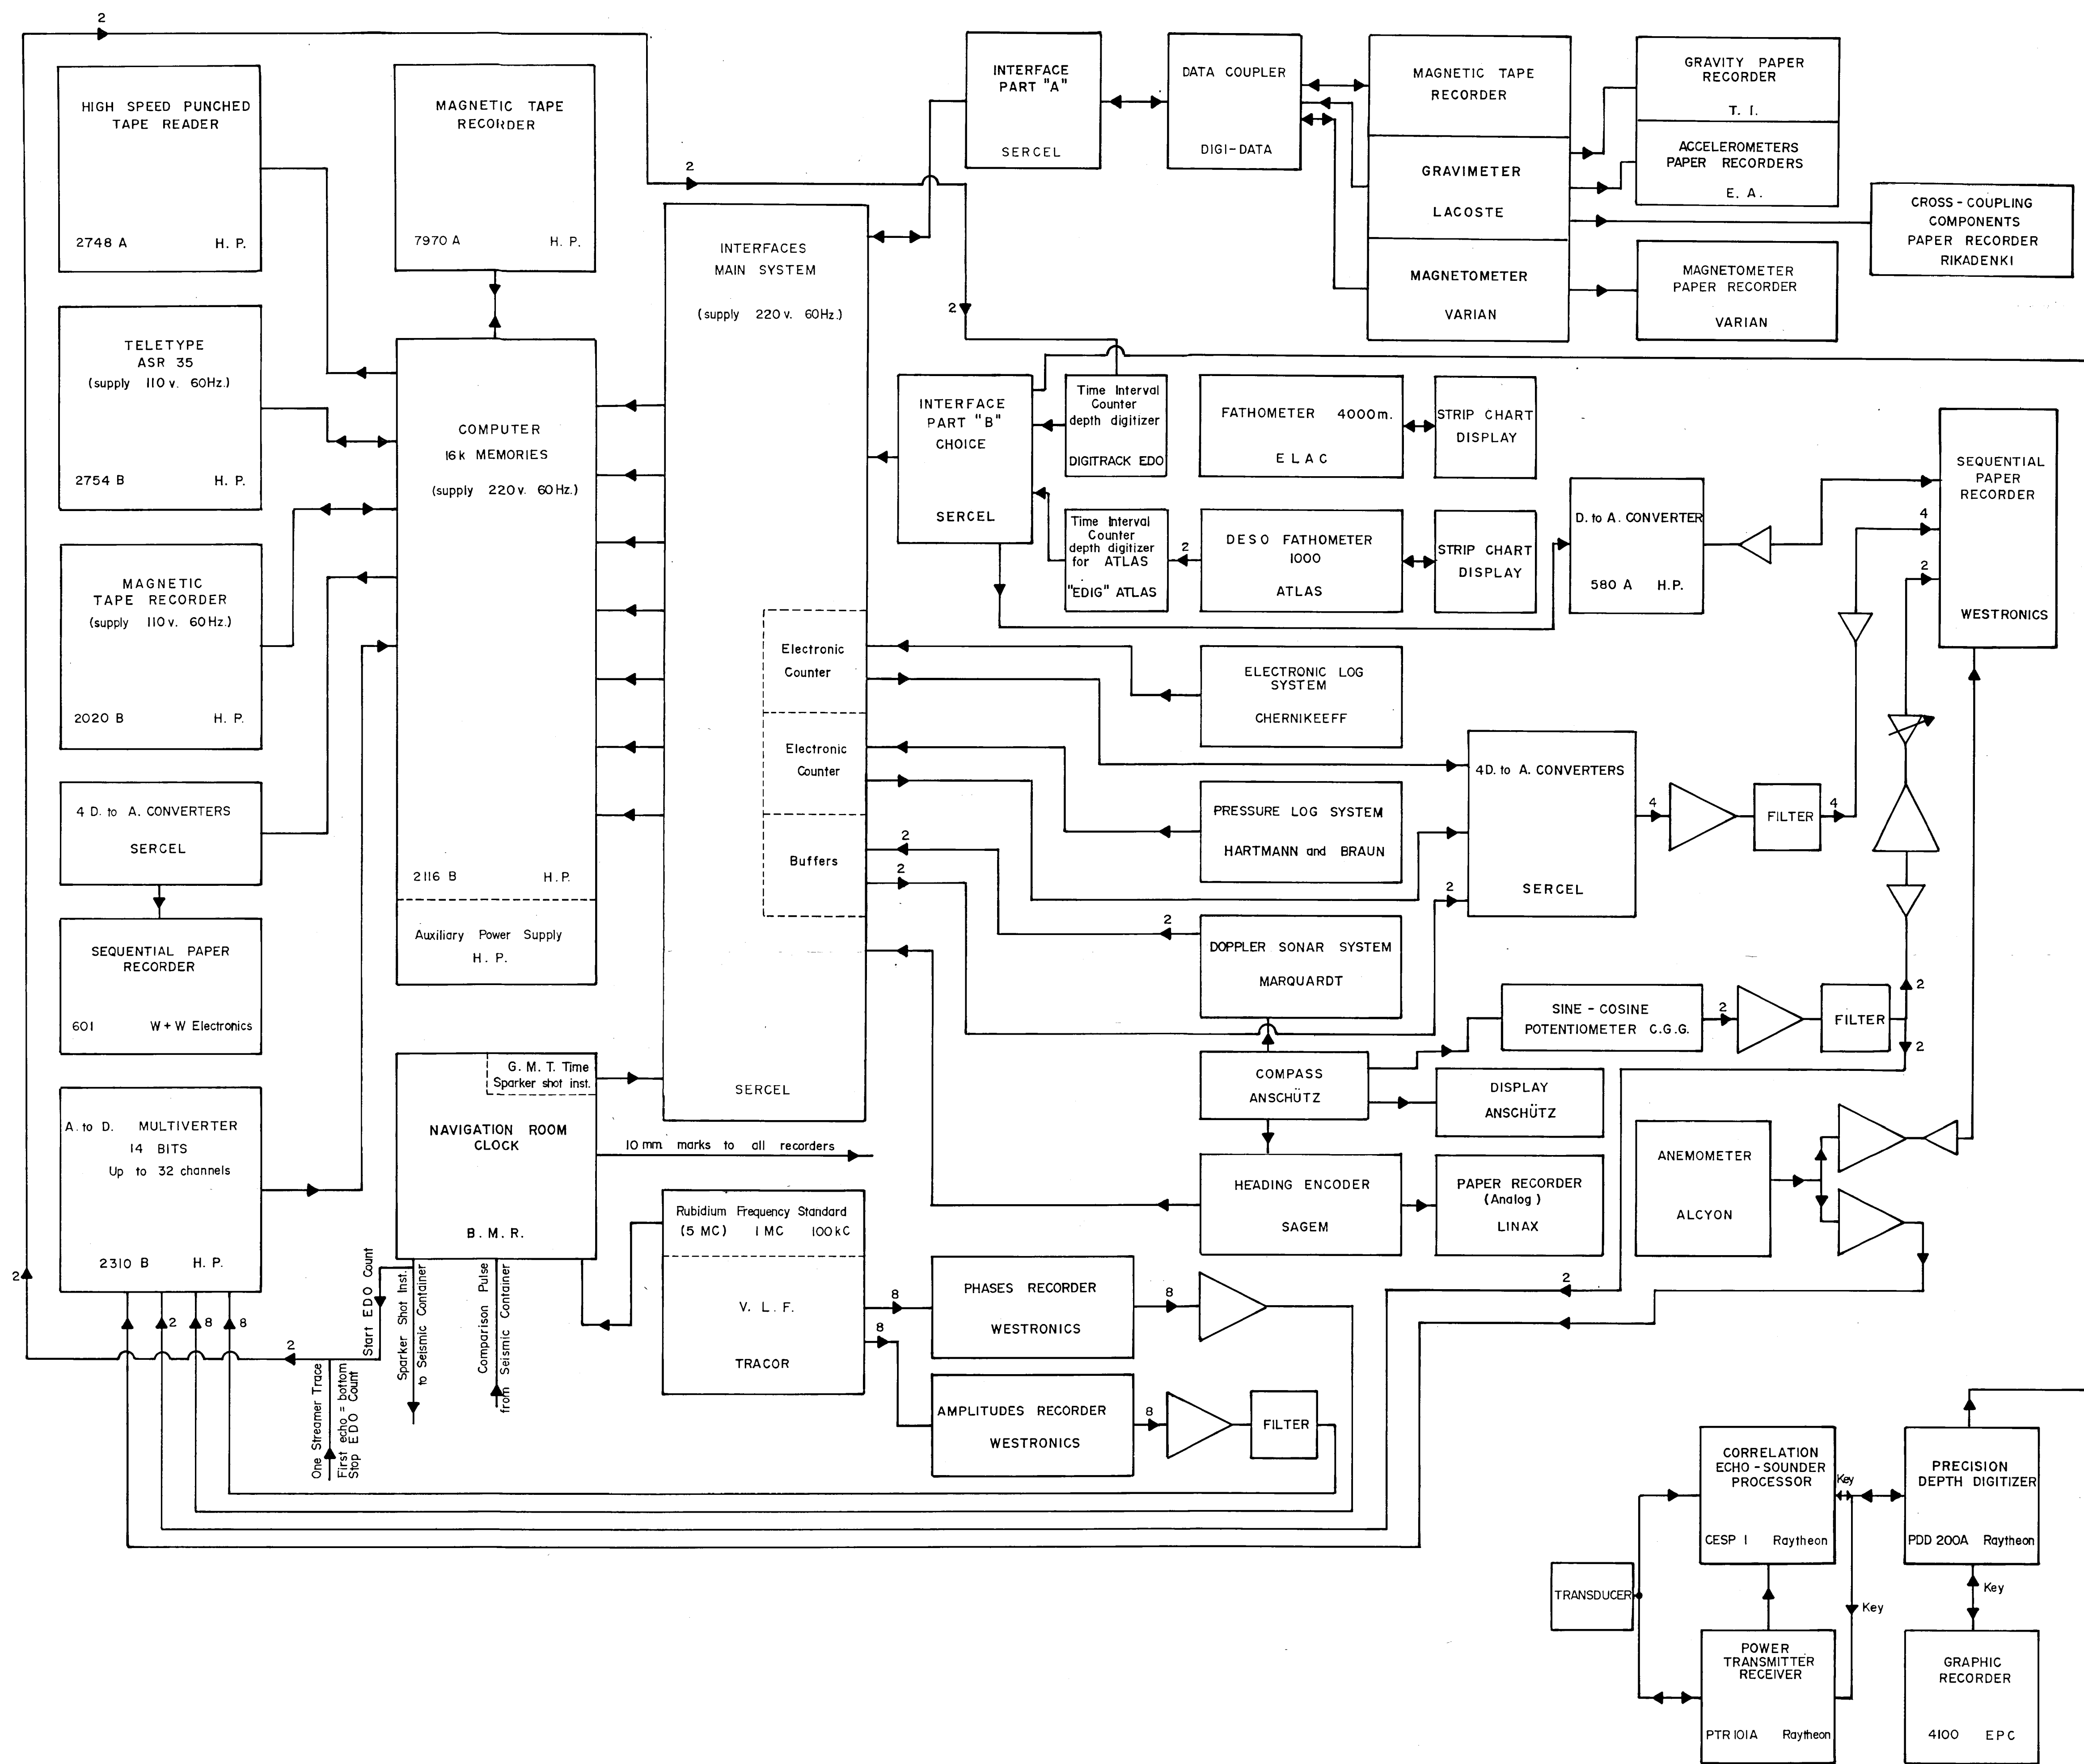 2
HIGH SPEED PUNCHED
TAPE READER
2748 A H. P.
MAGNETIC TAPE
RECORDER
7970 A H. P.
2
2
INTERFACE
PART "A"
SERCEL
DATA COUPLER
DIGI-DATA
MAGNETIC TAPE
RECORDER
GRAVIMETER
LACOSTE
MAGNETOMETER
VARIAN
GRAVITY PAPER
RECORDER
T. I.
ACCELEROMETERS
PAPER RECORDERS
E. A.
CROSS - COUPLING
COMPONENTS
PAPER RECORDER
RIKADENKI
MAGNETOMETER
PAPER RECORDER
VARIAN
TELETYPE
ASR 35
(supply 110 v. 60Hz.)
2754 B H. P.
MAGNETIC
TAPE RECORDER
(supply 110 v. 60Hz.)
2020 B H. P.
4 D. to A. CONVERTERS
SERCEL
SEQUENTIAL PAPER
RECORDER
601 W + W Electronics
A. to D. MULTIVERTER
14 BITS
Up to 32 channels
2310 B H. P.
COMPUTER
16 k MEMORIES
(supply 220 v. 60 Hz.)
2116 B H. P.
Auxiliary Power Supply
H. P.
INTERFACES
MAIN SYSTEM
(supply 220 v. 60Hz.)
Electronic
Counter
Electronic
Counter
Buffers
SERCEL
INTERFACE
PART "B"
CHOICE
SERCEL
2
Time Interval
Counter
depth digitizer
DIGITRACK EDO
FATHOMETER 4000 m.
E L A C
STRIP CHART
DISPLAY
Time Interval
Counter
depth digitizer
for ATLAS
"EDIG" ATLAS
2
DESO FATHOMETER
1000
ATLAS
STRIP CHART
DISPLAY
D. to A. CONVERTER
580 A H. P.
SEQUENTIAL
PAPER
RECORDER
WESTRONICS
4
2
ELECTRONIC LOG
SYSTEM
CHERNIKEEFF
PRESSURE LOG SYSTEM
HARTMANN and BRAUN
2
2
2
2
DOPPLER SONAR SYSTEM
MARQUARDT
4 D. to A. CONVERTERS
SERCEL
4
FILTER
4
SINE - COSINE
POTENTIOMETER C.G.G.
2
FILTER
2
2
COMPASS
ANSCHÜTZ
DISPLAY
ANSCHÜTZ
HEADING ENCODER
SAGEM
PAPER RECORDER
(Analog)
LINAX
ANEMOMETER
ALCYON
G. M. T. Time
Sparker shot inst.
NAVIGATION ROOM
CLOCK
B. M. R.
10 mm marks to all recorders
Rubidium Frequency Standard
(5 MC) 1 MC 100 kC
V. L. F.
TRACOR
8
8
PHASES RECORDER
WESTRONICS
8
AMPLITUDES RECORDER
WESTRONICS
8
FILTER
2
2
2
8
8
2
Start EDO Count
Sparker Shot Inst.
to Seismic Container
Comparison Pulse
from Seismic Container
One Streamer Trace
First echo = bottom
Stop EDO Count
CORRELATION
ECHO - SOUNDER
PROCESSOR
CESP 1 Raytheon
Key
PRECISION
DEPTH DIGITIZER
PDD 200A Raytheon
TRANSDUCER
Key
Key
POWER
TRANSMITTER
RECEIVER
PTR 101A Raytheon
GRAPHIC
RECORDER
4100 E P C